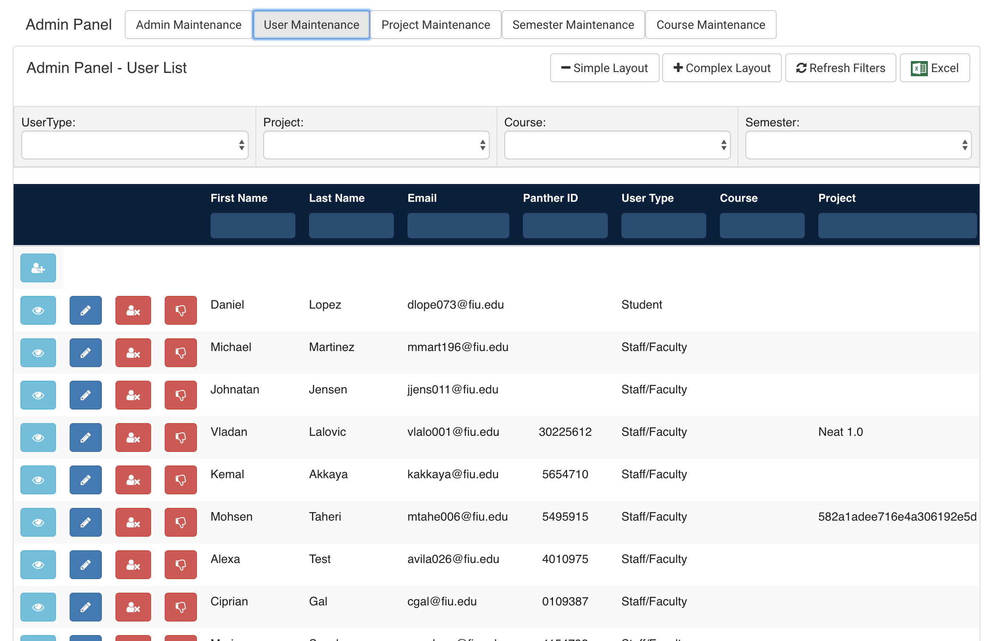 Admin Panel Admin Maintenance User Maintenance Project Maintenance Semester Maintenance Course Maintenance
Admin Panel - User List Simple Layout Complex Layout Refresh Filters Excel
UserType: Project: Course: Semester:
First Name Last Name Email Panther ID User Type Course Project
Daniel Lopez dlope073@fiu.edu Student
Michael Martinez mmart196@fiu.edu Staff/Faculty
Johnatan Jensen jjens011@fiu.edu Staff/Faculty
Vladan Lalovic vlalo001@fiu.edu 30225612 Staff/Faculty Neat 1.0
Kemal Akkaya kakkaya@fiu.edu 5654710 Staff/Faculty
Mohsen Taheri mtahe006@fiu.edu 5495915 Staff/Faculty 582a1adee716e4a306192e5d
Alexa Test avila026@fiu.edu 4010975 Staff/Faculty
Ciprian Gal cgal@fiu.edu 0109387 Staff/Faculty